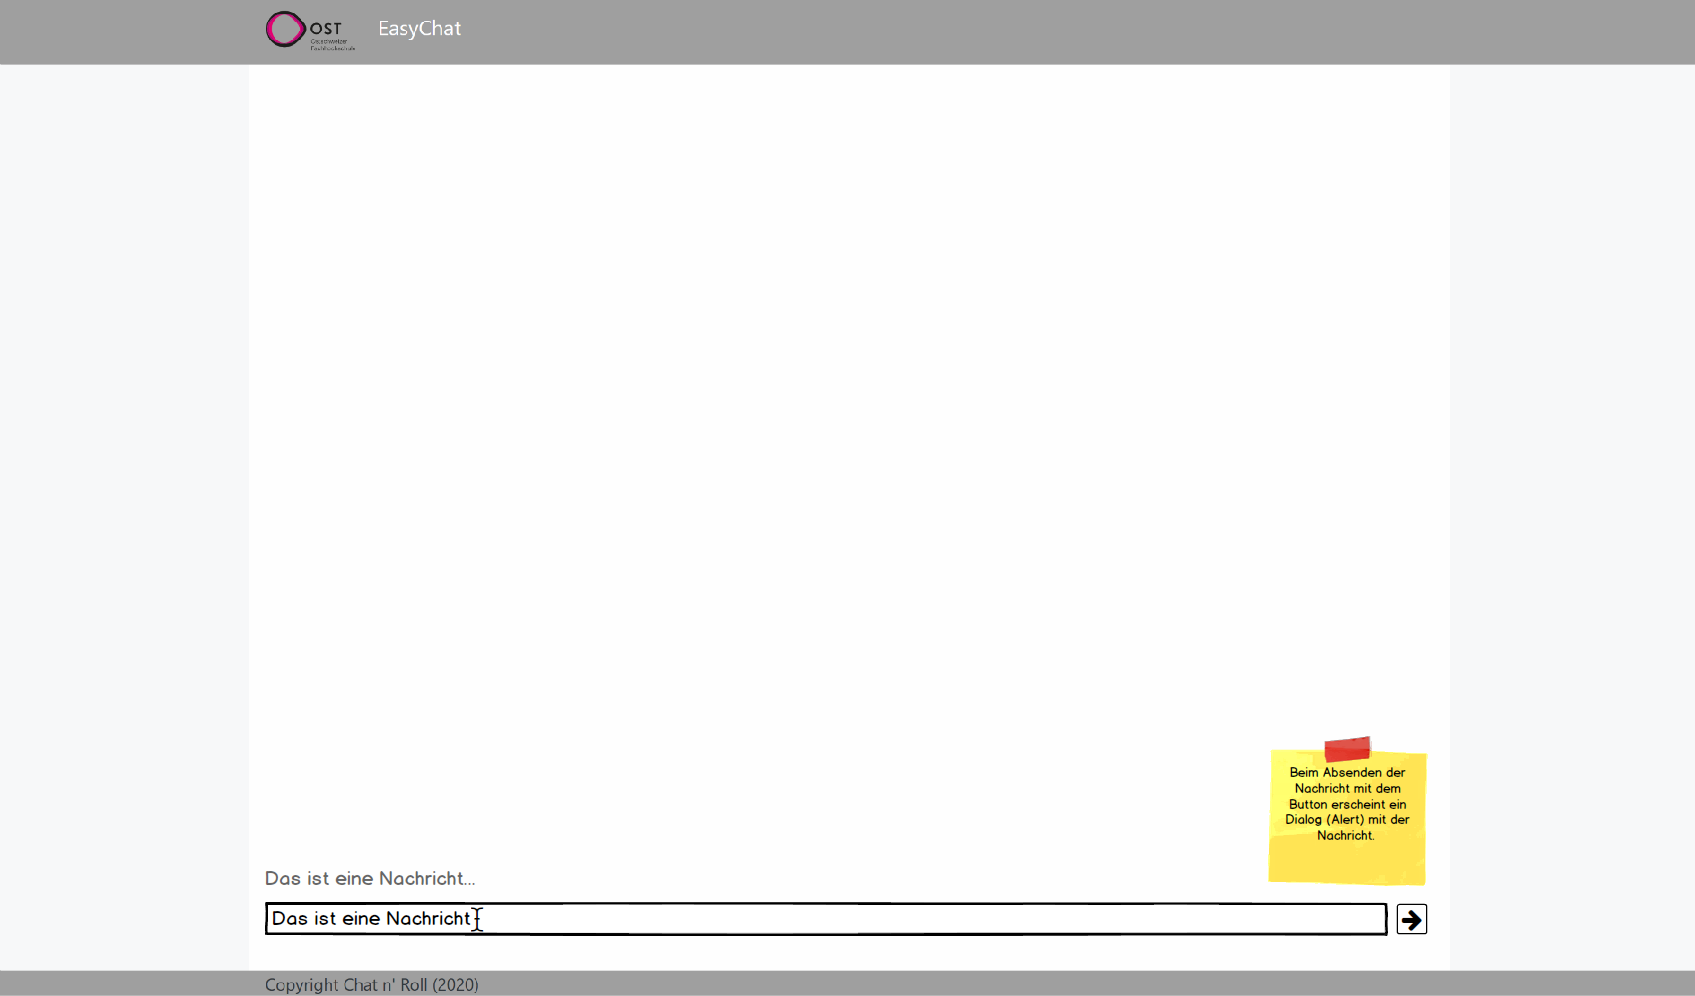 OST
Ostschweizer
Fachhochschule
EasyChat
Beim Absenden der
Nachricht mit dem
Button erscheint ein
Dialog (Alert) mit der
Nachricht.
Das ist eine Nachricht...
Das ist eine Nachricht
Copyright Chat n' Roll (2020)